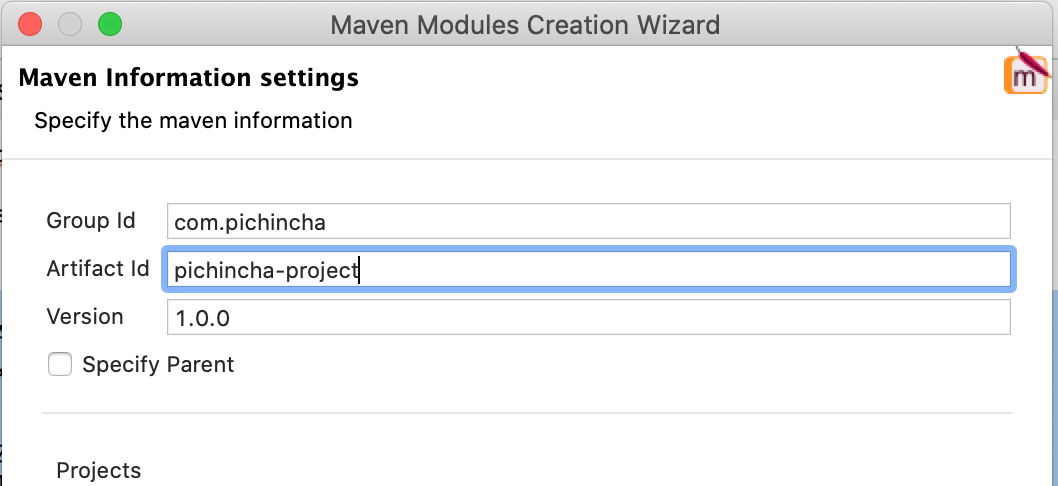 Maven Modules Creation Wizard
Maven Information settings
m
Specify the maven information
Group Id com.pichincha
Artifact Id pichincha-project
Version 1.0.0
Specify Parent
Projects